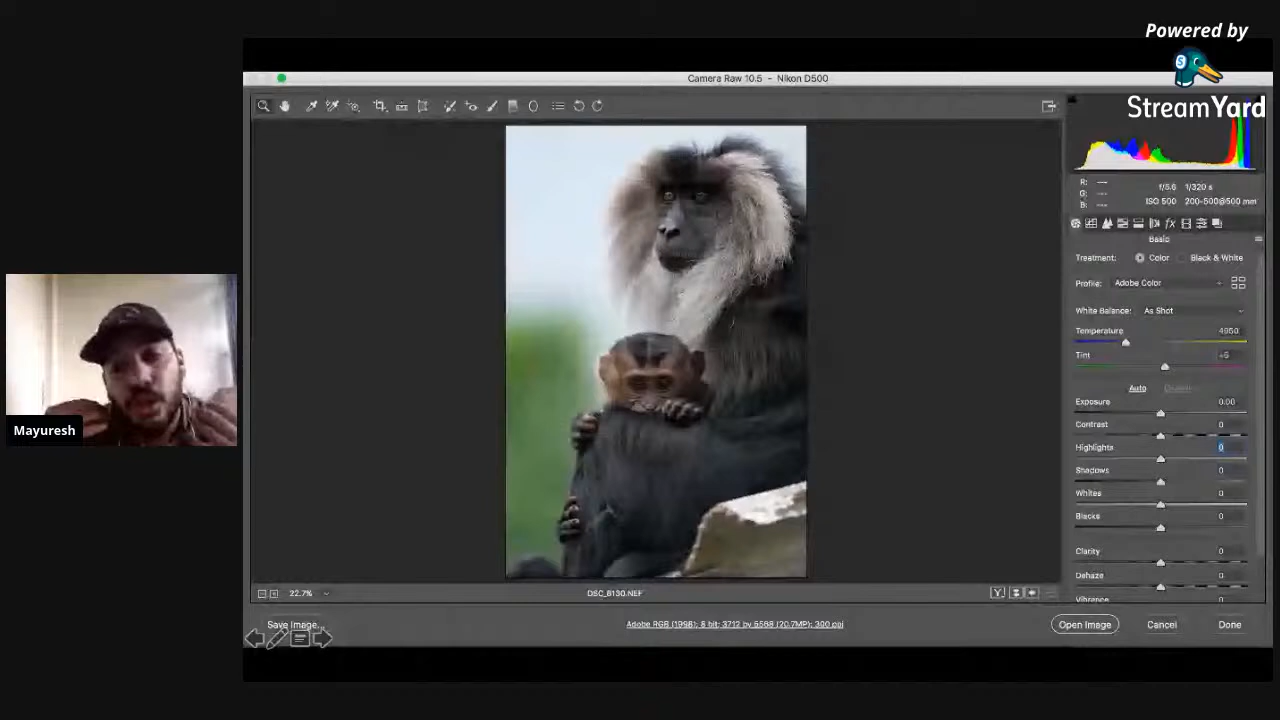 Powered by
StreamYard
Camera Raw 10.5 - Nikon D500
R: ---
G: ---
B: ---
f/5.6 1/320 s
ISO 500 200-500@500 mm
Basic
Treatment: Color Black & White
Profile: Adobe Color
White Balance: As Shot
Temperature 4950
Tint +5
Auto
Exposure 0.00
Contrast 0
Highlights 0
Shadows 0
Whites 0
Blacks 0
Clarity 0
Dehaze 0
Vibrance
Mayuresh
22.7% DSC_6130.NEF
Save Image...
Adobe RGB (1998); 8 bit; 3712 by 5568 (20.7MP); 300 ppi
Open Image Cancel Done